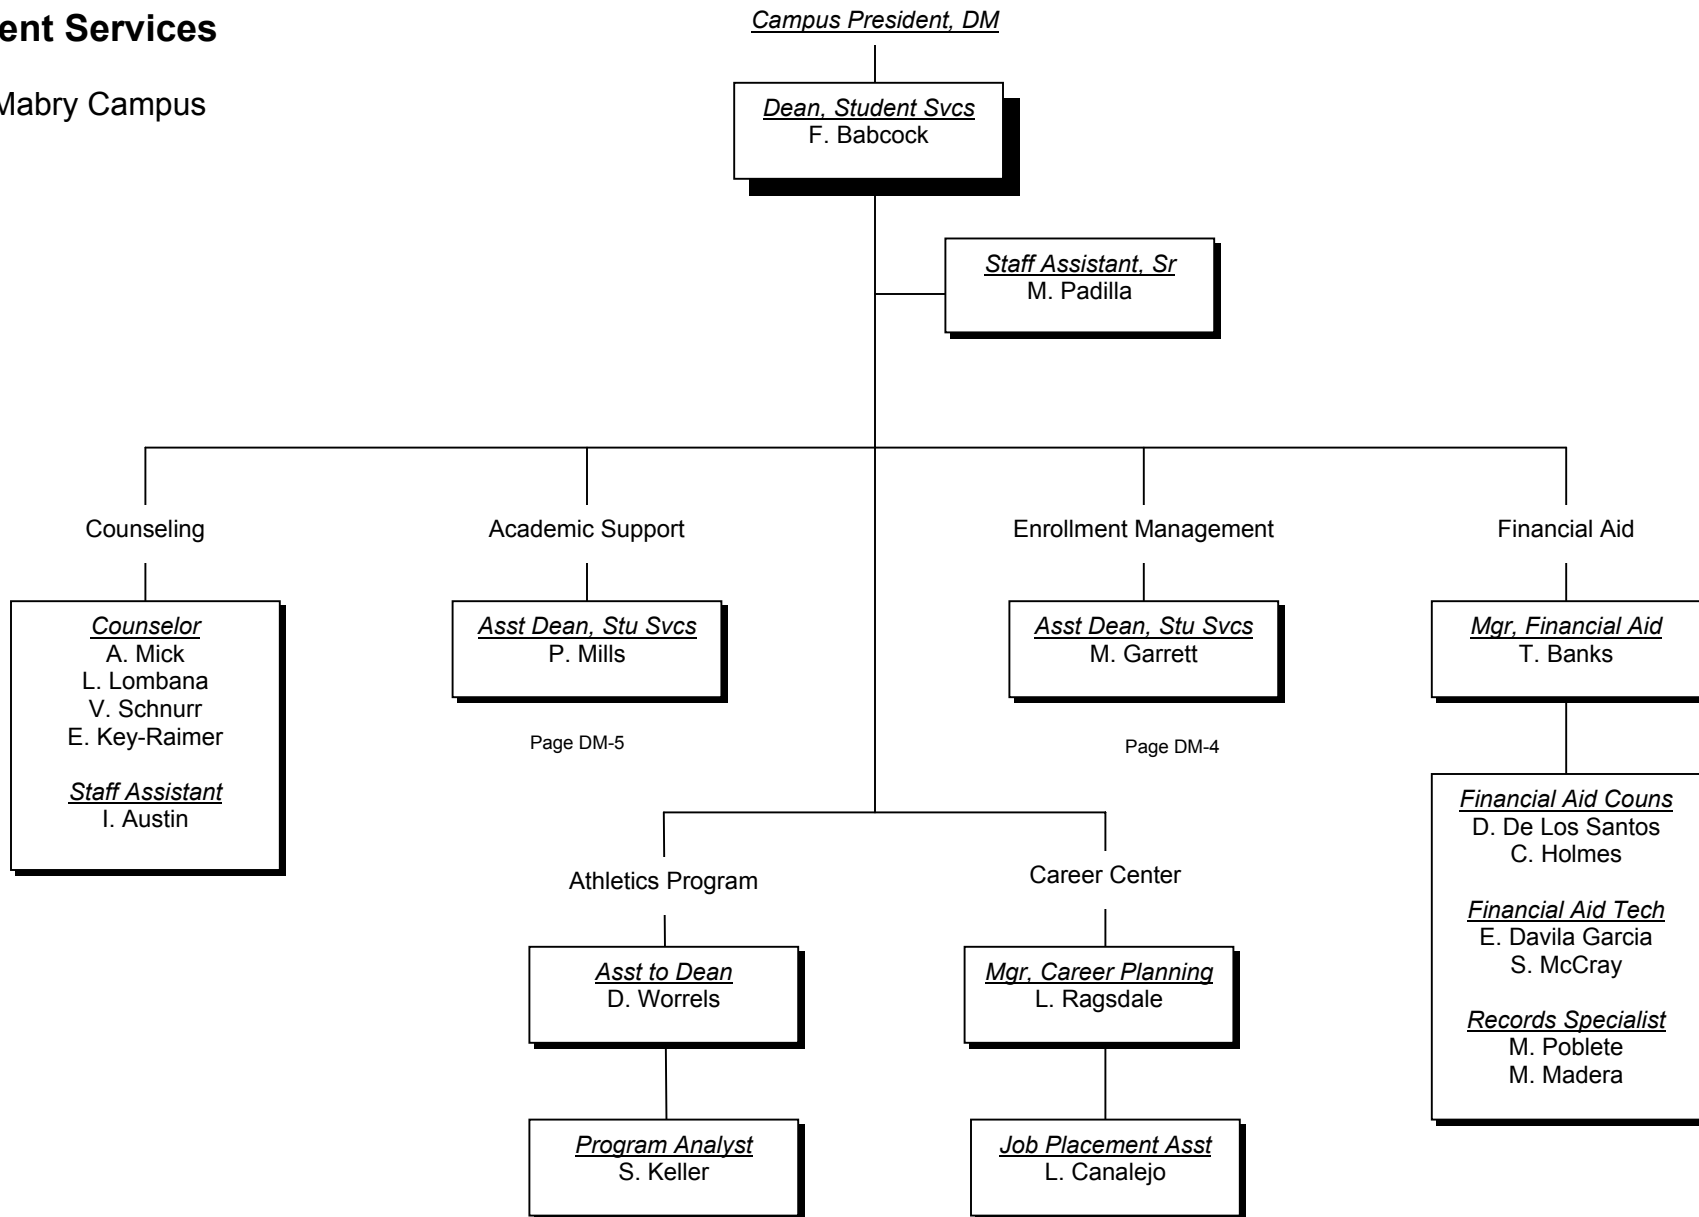 ent Services
Mabry Campus
Campus President, DM
Dean, Student Svcs
F. Babcock
Staff Assistant, Sr
M. Padilla
Counseling
Academic Support
Enrollment Management
Financial Aid
Counselor
A. Mick
L. Lombana
V. Schnurr
E. Key-Raimer
Staff Assistant
I. Austin
Asst Dean, Stu Svcs
P. Mills
Page DM-5
Asst Dean, Stu Svcs
M. Garrett
Page DM-4
Mgr, Financial Aid
T. Banks
Financial Aid Couns
D. De Los Santos
C. Holmes
Financial Aid Tech
E. Davila Garcia
S. McCray
Records Specialist
M. Poblete
M. Madera
Athletics Program
Asst to Dean
D. Worrels
Program Analyst
S. Keller
Career Center
Mgr, Career Planning
L. Ragsdale
Job Placement Asst
L. Canalejo